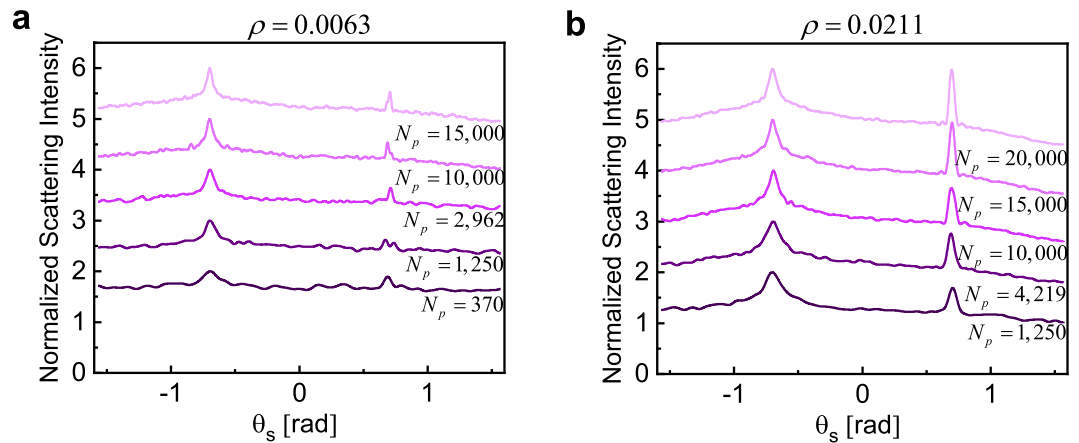 a
ρ = 0.0063
Normalized Scattering Intensity
6
5
4
3
2
1
0
N_p = 15,000
N_p = 10,000
N_p = 2,962
N_p = 1,250
N_p = 370
-1
0
1
θ_s [rad]
b
ρ = 0.0211
Normalized Scattering Intensity
6
5
4
3
2
1
0
N_p = 20,000
N_p = 15,000
N_p = 10,000
N_p = 4,219
N_p = 1,250
-1
0
1
θ_s [rad]